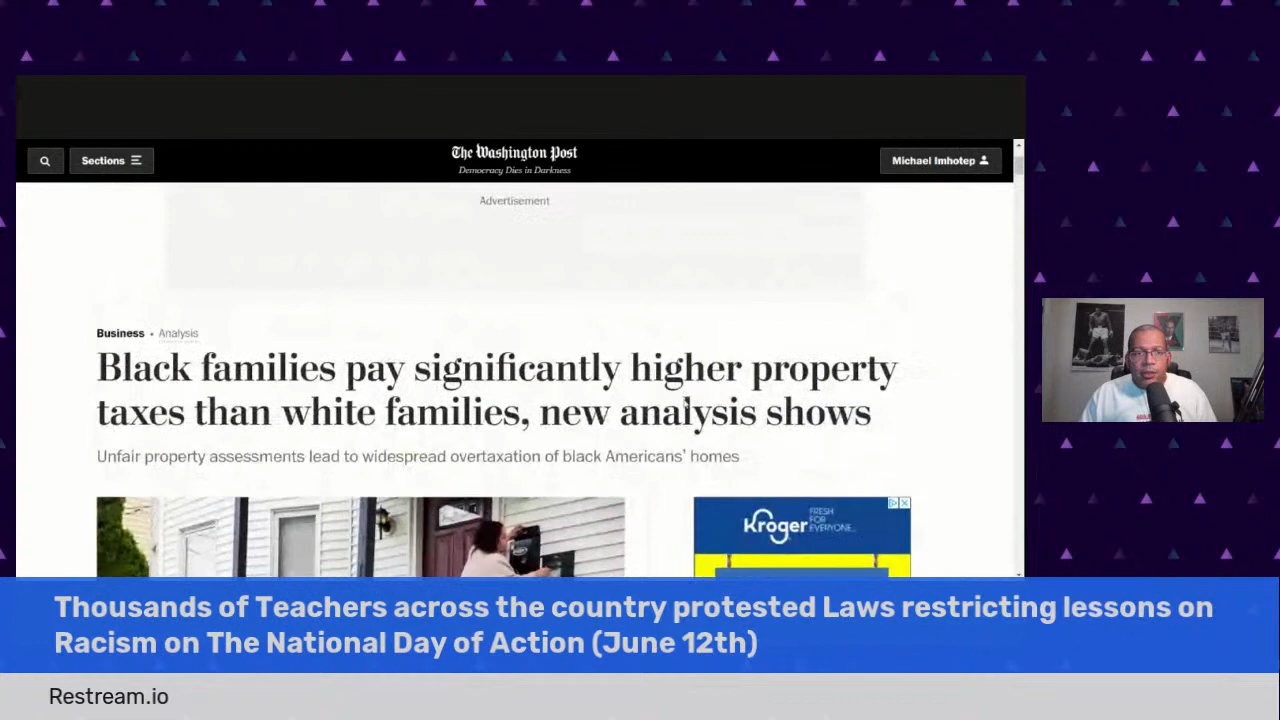 Sections
The Washington Post
Democracy Dies in Darkness
Michael Imhotep
Advertisement
Business • Analysis
Black families pay significantly higher property
taxes than white families, new analysis shows
Unfair property assessments lead to widespread overtaxation of black Americans' homes
Kroger
FRESH
FOR
EVERYONE...
Thousands of Teachers across the country protested Laws restricting lessons on
Racism on The National Day of Action (June 12th)
Restream.io